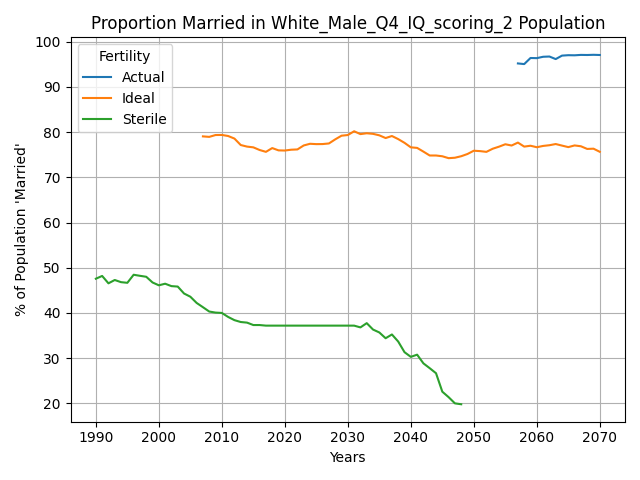 Proportion Married in White_Male_Q4_IQ_scoring_2 Population
% of Population 'Married'
100
90
80
70
60
50
40
30
20
Fertility
Actual
Ideal
Sterile
1990 2000 2010 2020 2030 2040 2050 2060 2070
Years